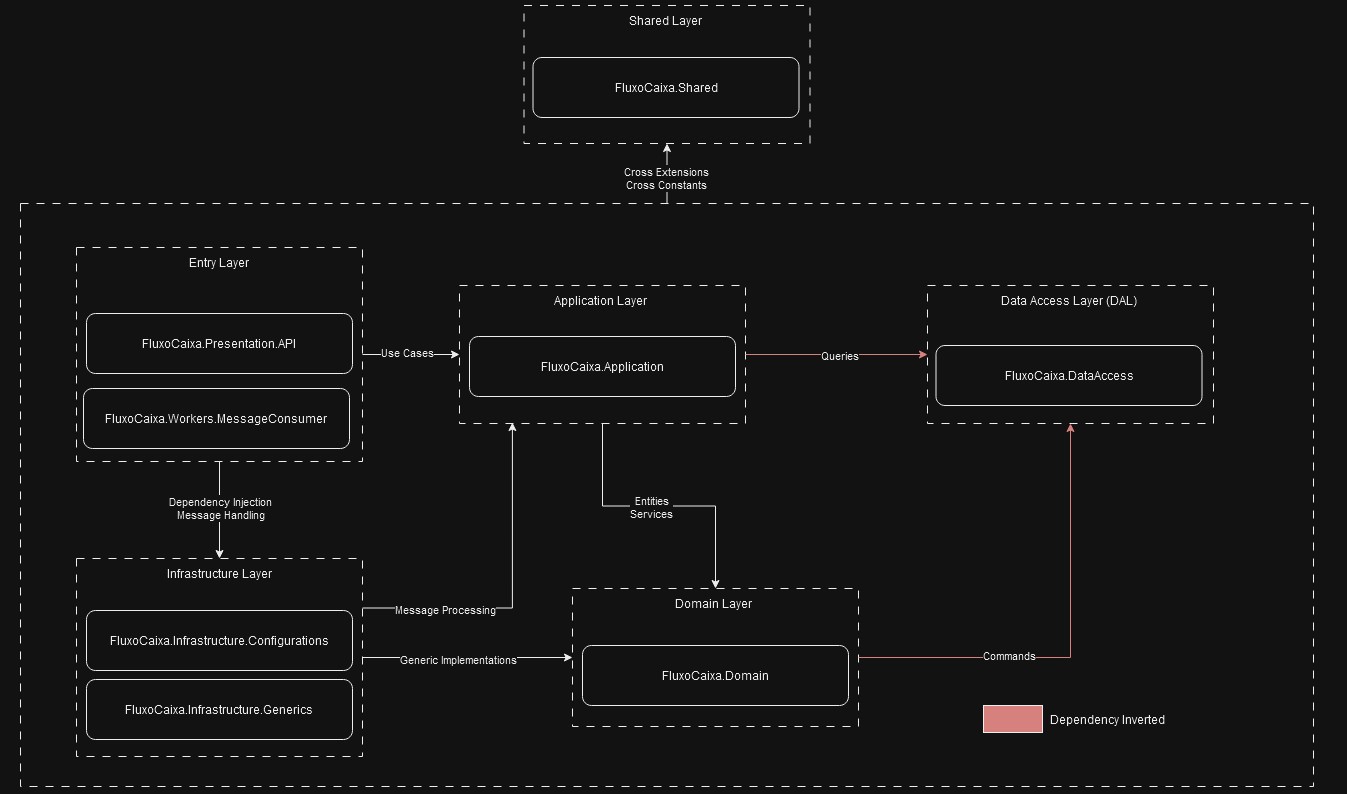 Shared Layer
FluxoCaixa.Shared
Cross Extensions
Cross Constants
Entry Layer
FluxoCaixa.Presentation.API
FluxoCaixa.Workers.MessageConsumer
Use Cases
Application Layer
FluxoCaixa.Application
Queries
Data Access Layer (DAL)
FluxoCaixa.DataAccess
Dependency Injection
Message Handling
Entities
Services
Infrastructure Layer
FluxoCaixa.Infrastructure.Configurations
FluxoCaixa.Infrastructure.Generics
Message Processing
Generic Implementations
Domain Layer
FluxoCaixa.Domain
Commands
Dependency Inverted